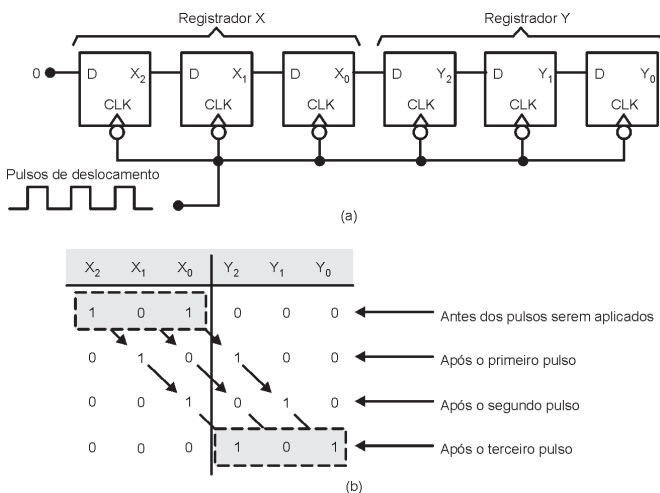 Registrador X Registrador Y
0 D X2 D X1 D X0 D Y2 D Y1 D Y0
CLK CLK CLK CLK CLK CLK
Pulsos de deslocamento
(a)
X2 X1 X0 Y2 Y1 Y0
1 0 1 0 0 0 Antes dos pulsos serem aplicados
0 1 0 1 0 0 Após o primeiro pulso
0 0 1 0 1 0 Após o segundo pulso
0 0 0 1 0 1 Após o terceiro pulso
(b)